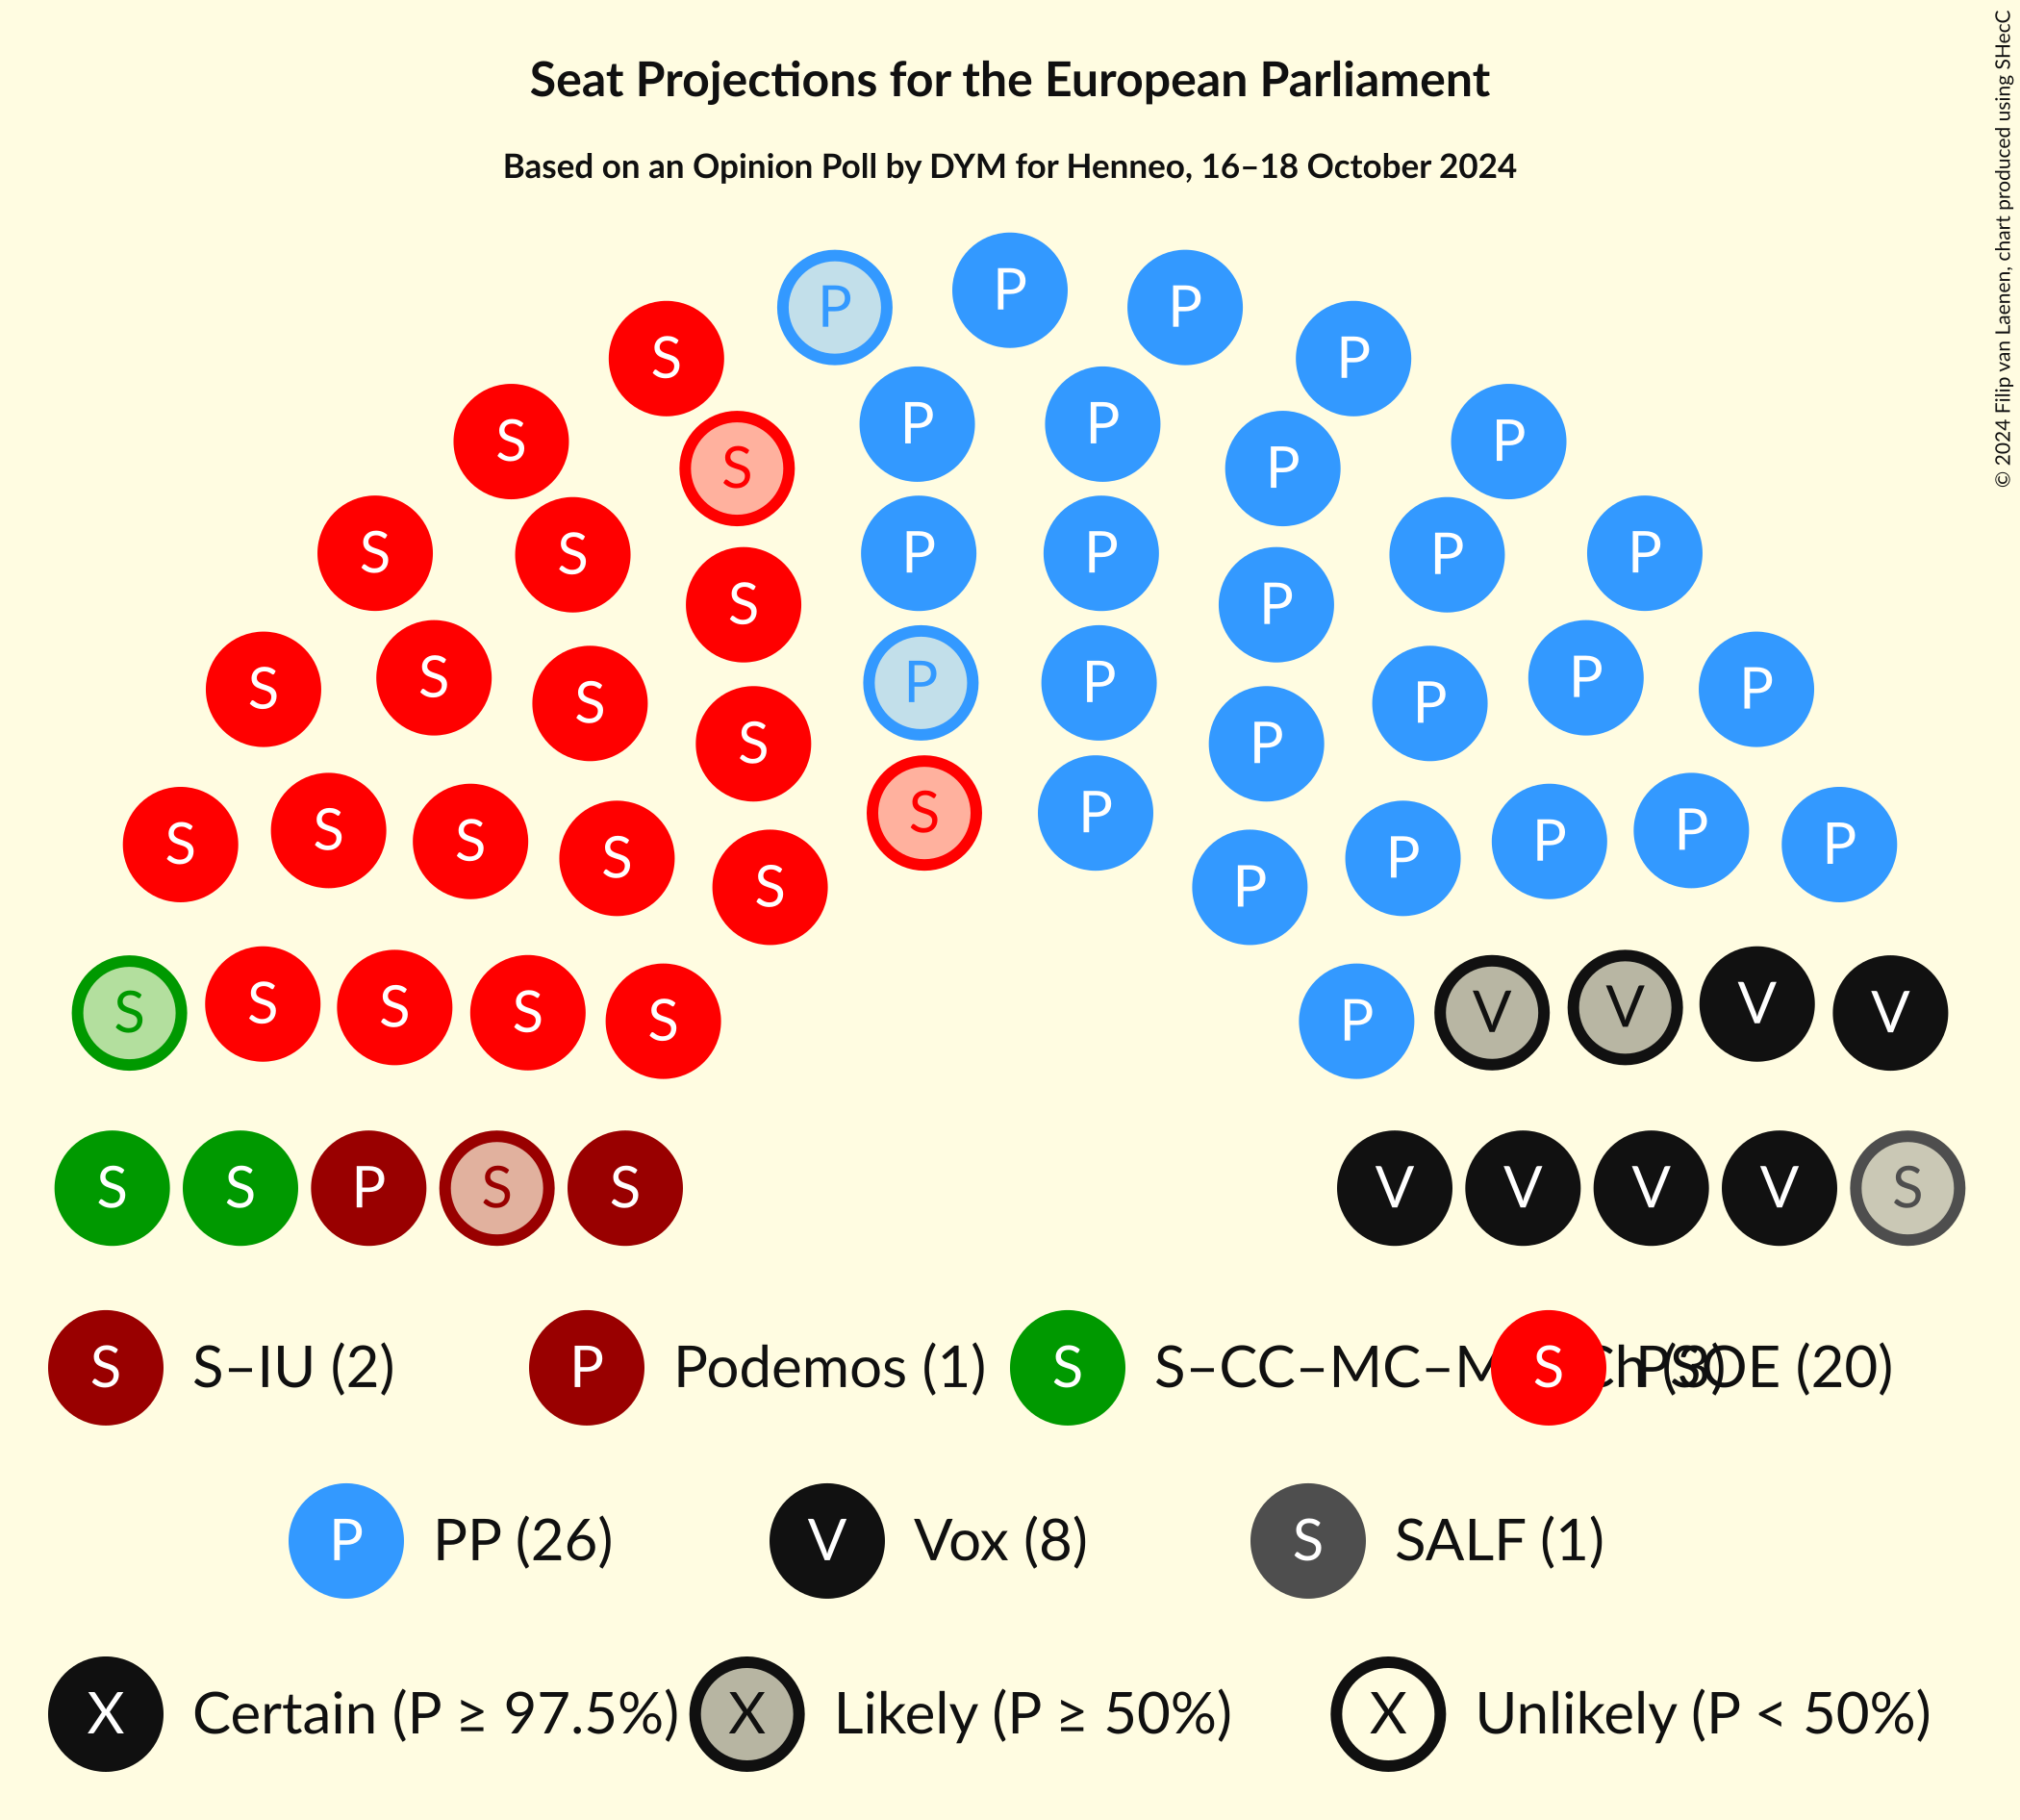 Seat Projections for the European Parliament
Based on an Opinion Poll by DYM for Henneo, 16–18 October 2024
© 2024 Filip van Laenen, chart produced using SHecC
P P P P
S P
S S P P P P
S S P P P P
S P
S S S P P P P
S S P P P P
S S S S S S P P P P P P
S S S S S P V V V V
S S P S S V V V V S
S S–IU (2) P Podemos (1) S S–CC–MC–M S PSOE (20)
P PP (26) V Vox (8) S SALF (1)
X Certain (P ≥ 97.5%) X Likely (P ≥ 50%) X Unlikely (P < 50%)